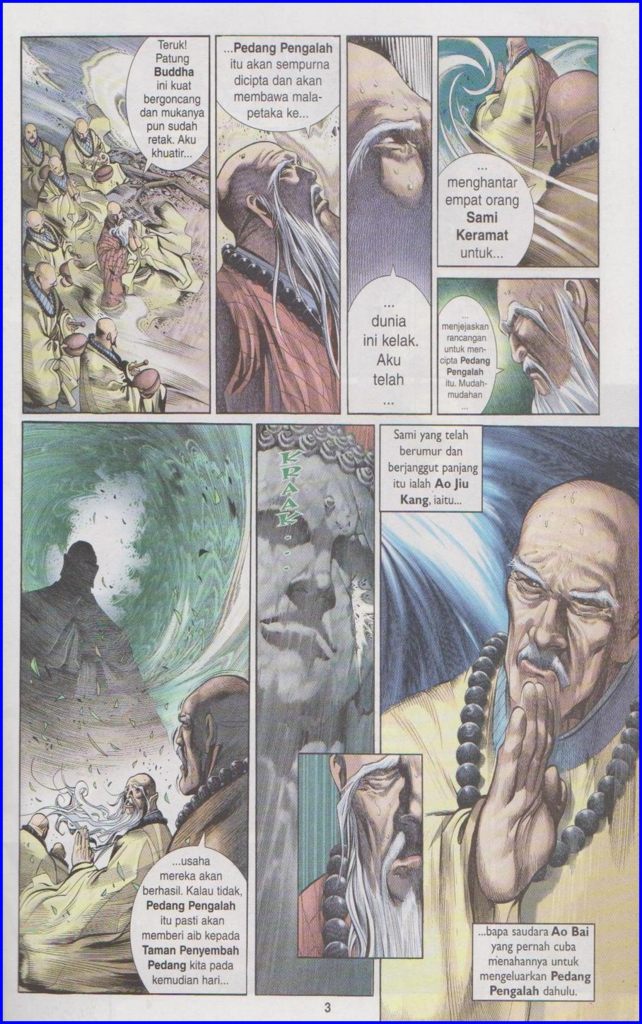 Teruk!
Patung
Buddha
ini kuat
bergoncang
dan mukanya
pun sudah
retak. Aku
khuatir...
...Pedang Pengalah
itu akan sempurna
dicipta dan akan
membawa mala-
petaka ke...
...
dunia
ini kelak.
Aku
telah
...
...
menghantar
empat orang
Sami
Keramat
untuk...
...
menjejaskan
rancangan
untuk men-
cipta Pedang
Pengalah
itu. Mudah-
mudahan
...
...usaha
mereka akan
berhasil. Kalau tidak,
Pedang Pengalah
itu pasti akan
memberi aib kepada
Taman Penyembah
Pedang kita pada
kemudian hari...
KRAAK...
Sami yang telah
berumur dan
berjanggut panjang
itu ialah Ao Jiu
Kang, iaitu...
...bapa saudara Ao Bai
yang pernah cuba
menahannya untuk
mengeluarkan Pedang
Pengalah dahulu.
3